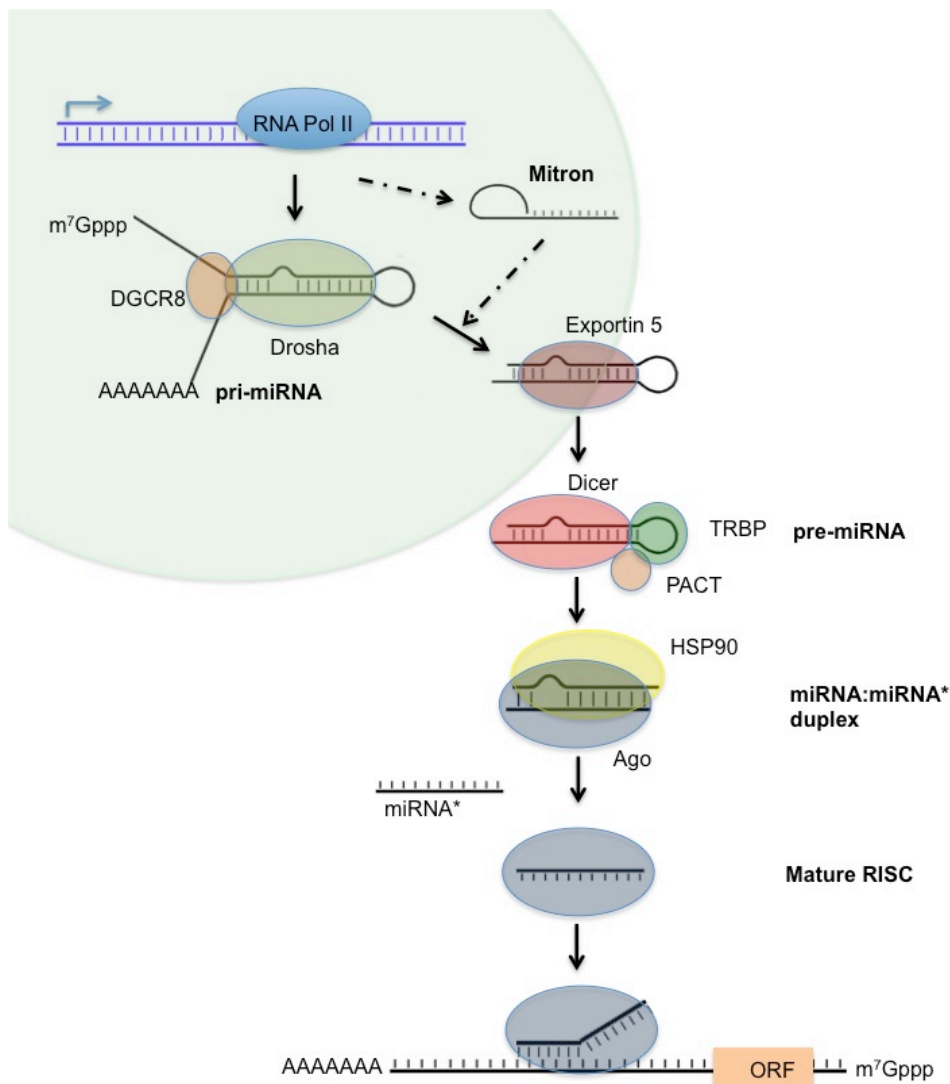 RNA Pol II
Mitron
m⁷Gppp
DGCR8
Drosha
Exportin 5
AAAAAAA
pri-miRNA
Dicer
TRBP
pre-miRNA
PACT
HSP90
miRNA:miRNA*
duplex
Ago
miRNA*
Mature RISC
AAAAAAA
ORF
m⁷Gppp